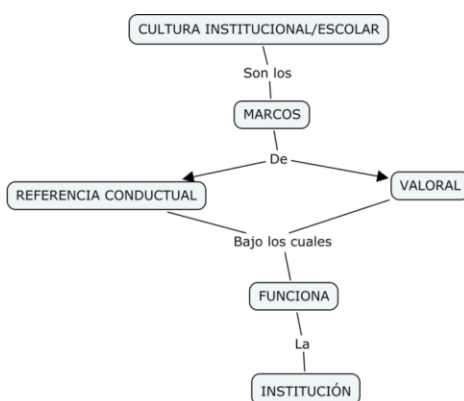 CULTURA INSTITUCIONAL/ESCOLAR
Son los
MARCOS
De
REFERENCIA CONDUCTUAL
VALORAL
Bajo los cuales
FUNCIONA
La
INSTITUCIÓN